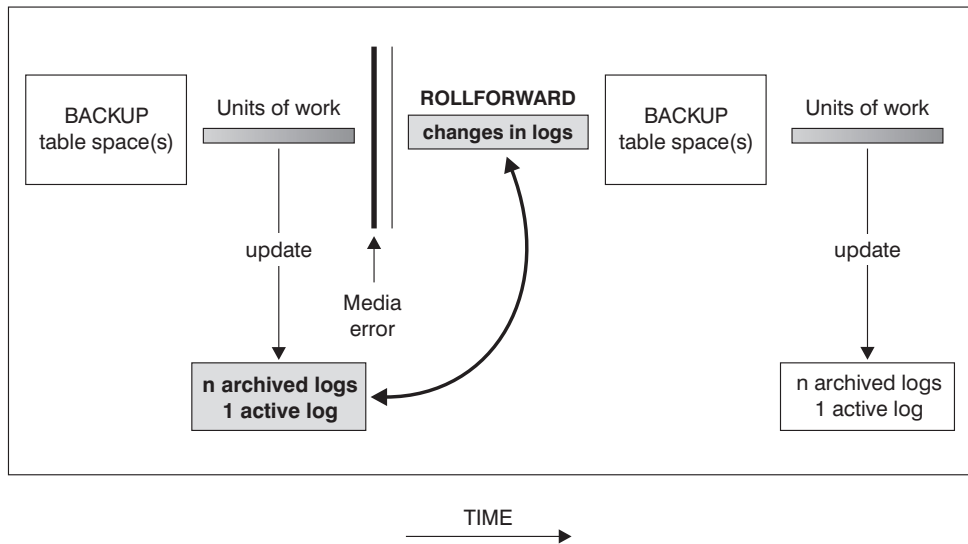 BACKUP
table space(s)
Units of work
update
n archived logs
1 active log
Media
error
ROLLFORWARD
changes in logs
BACKUP
table space(s)
Units of work
update
n archived logs
1 active log
TIME